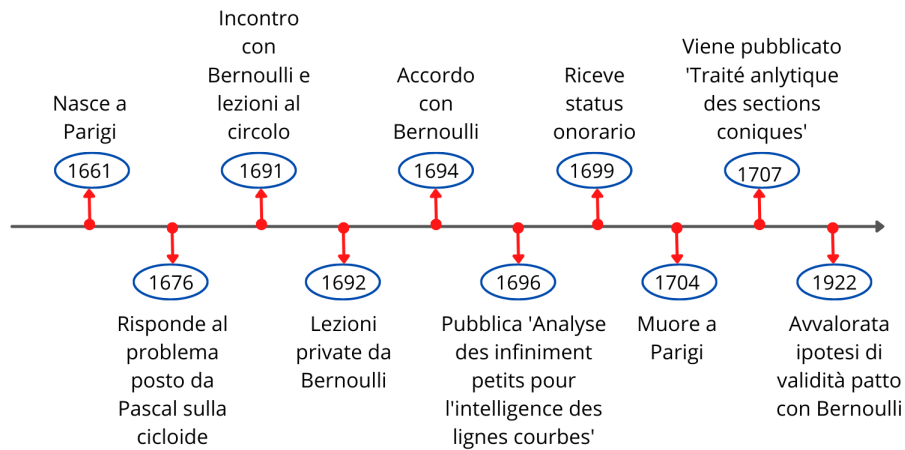 Nasce a
Parigi
1661
Risponde al
problema
posto da
Pascal sulla
cicloide
1676
Incontro
con
Bernoulli e
lezioni al
circolo
1691
Lezioni
private da
Bernoulli
1692
Accordo
con
Bernoulli
1694
Pubblica 'Analyse
des infiniment
petits pour
l'intelligence des
lignes courbes'
1696
Riceve
status
onorario
1699
Muore a
Parigi
1704
Viene pubblicato
'Traité anlytique
des sections
coniques'
1707
Avvalorata
ipotesi di
validità patto
con Bernoulli
1922